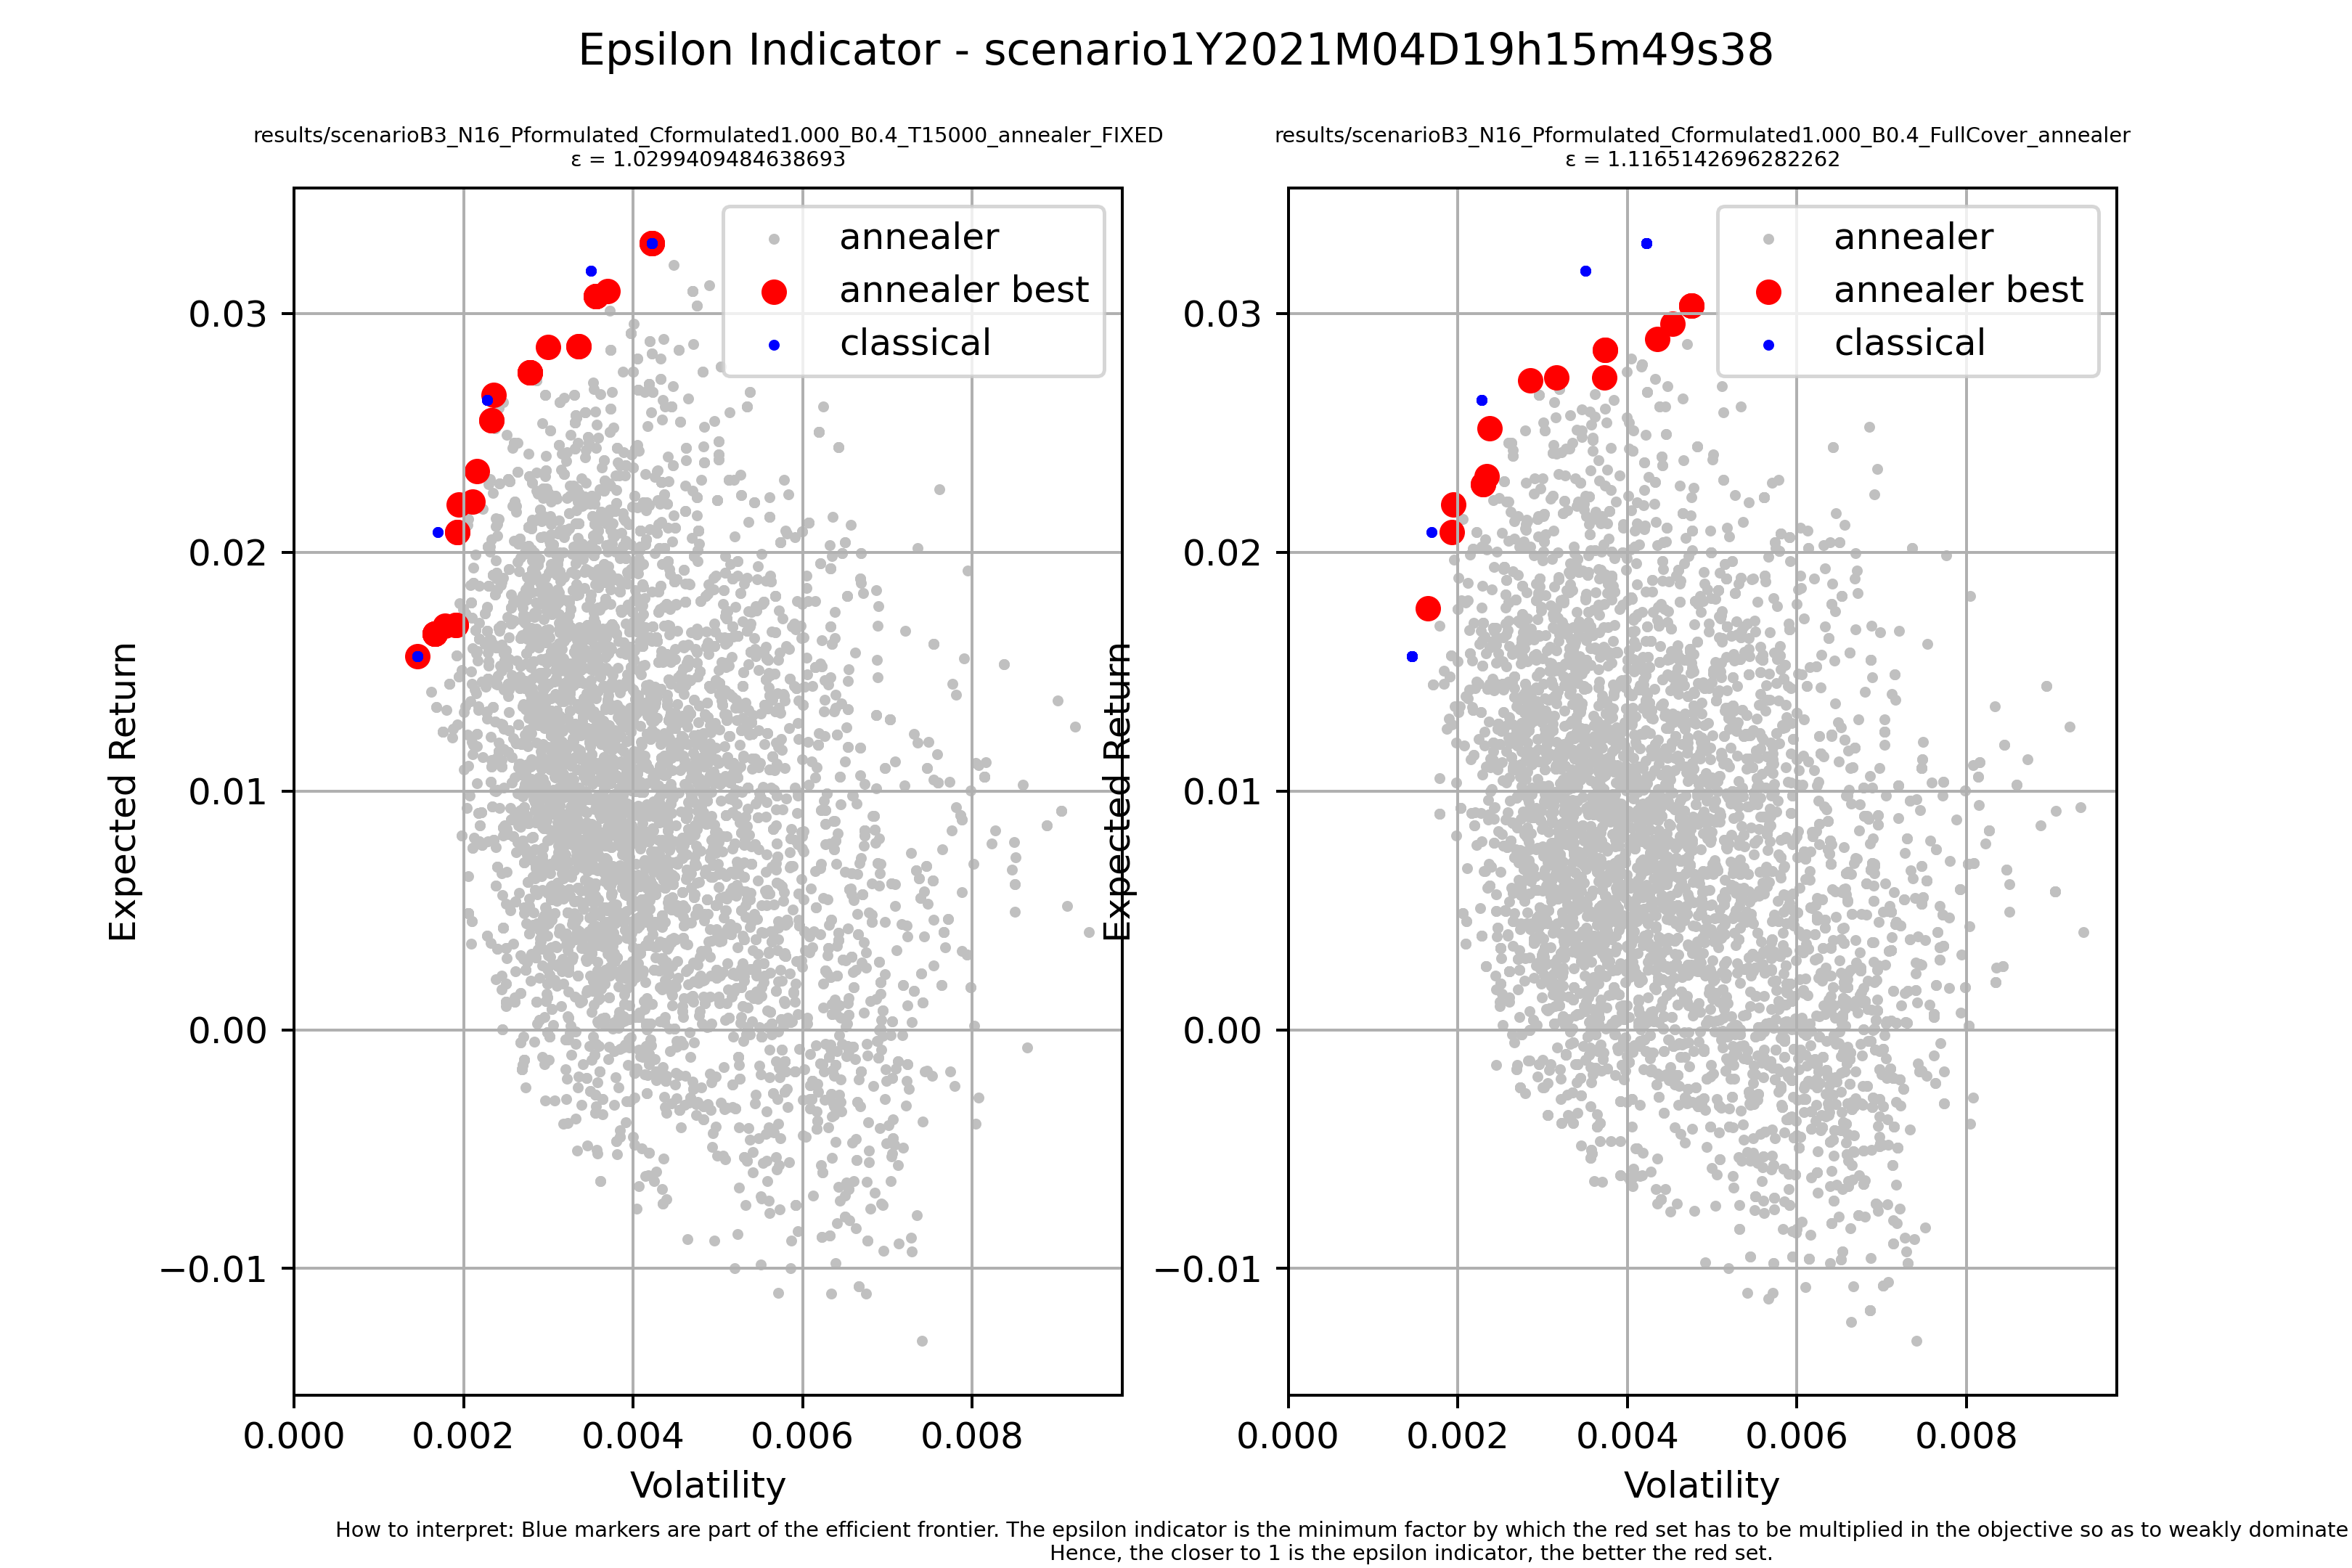 Epsilon Indicator - scenario1Y2021M04D19h15m49s38
results/scenarioB3_N16_Pformulated_Cformulated1.000_B0.4_T15000_annealer_FIXED
ε = 1.0299409484638693
annealer
annealer best
classical
0.03
0.02
0.01
0.00
−0.01
Expected Return
0.000
0.002
0.004
0.006
0.008
Volatility
results/scenarioB3_N16_Pformulated_Cformulated1.000_B0.4_FullCover_annealer
ε = 1.1165142696282262
annealer
annealer best
classical
0.03
0.02
0.01
0.00
−0.01
Expected Return
0.000
0.002
0.004
0.006
0.008
Volatility
How to interpret: Blue markers are part of the efficient frontier. The epsilon indicator is the minimum factor by which the red set has to be multiplied in the objective so as to weakly dominate
Hence, the closer to 1 is the epsilon indicator, the better the red set.